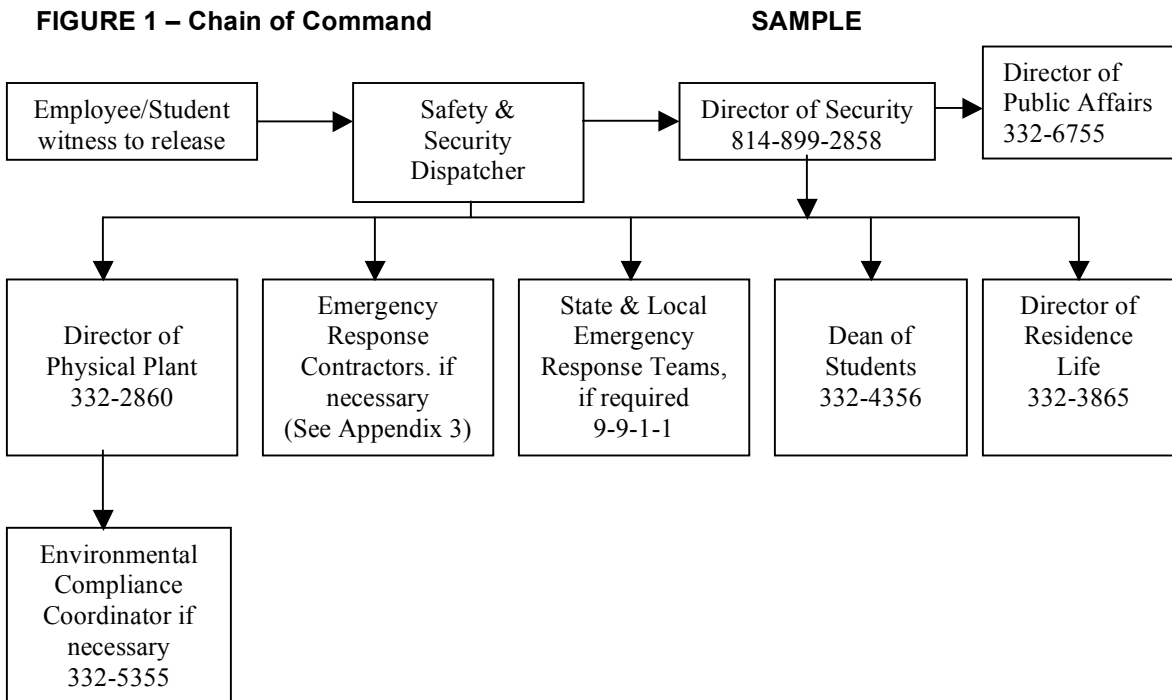 FIGURE 1 – Chain of Command
SAMPLE
Employee/Student
witness to release
Safety &
Security
Dispatcher
Director of Security
814-899-2858
Director of
Public Affairs
332-6755
Director of
Physical Plant
332-2860
Emergency
Response
Contractors. if
necessary
(See Appendix 3)
State & Local
Emergency
Response Teams,
if required
9-9-1-1
Dean of
Students
332-4356
Director of
Residence
Life
332-3865
Environmental
Compliance
Coordinator if
necessary
332-5355